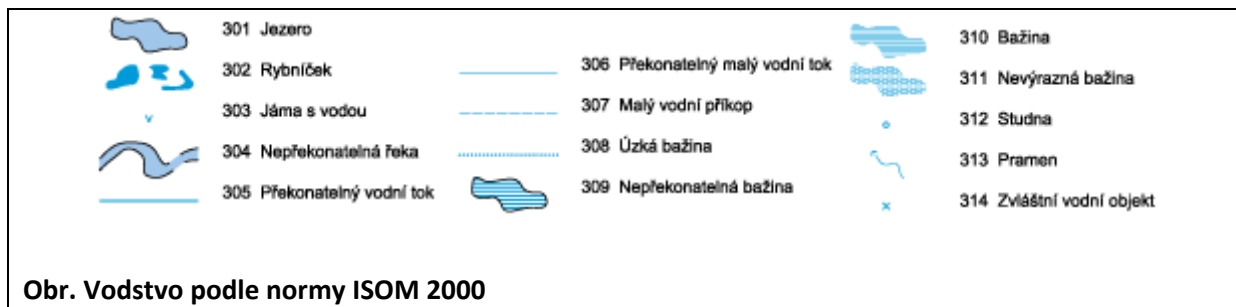 301 Jezero
302 Rybníček
303 Jáma s vodou
304 Nepřekonatelná řeka
305 Překonatelný vodní tok
306 Překonatelný malý vodní tok
307 Malý vodní příkop
308 Úzká bažina
309 Nepřekonatelná bažina
310 Bažina
311 Nevýrazná bažina
312 Studna
313 Pramen
314 Zvláštní vodní objekt
Obr. Vodstvo podle normy ISOM 2000